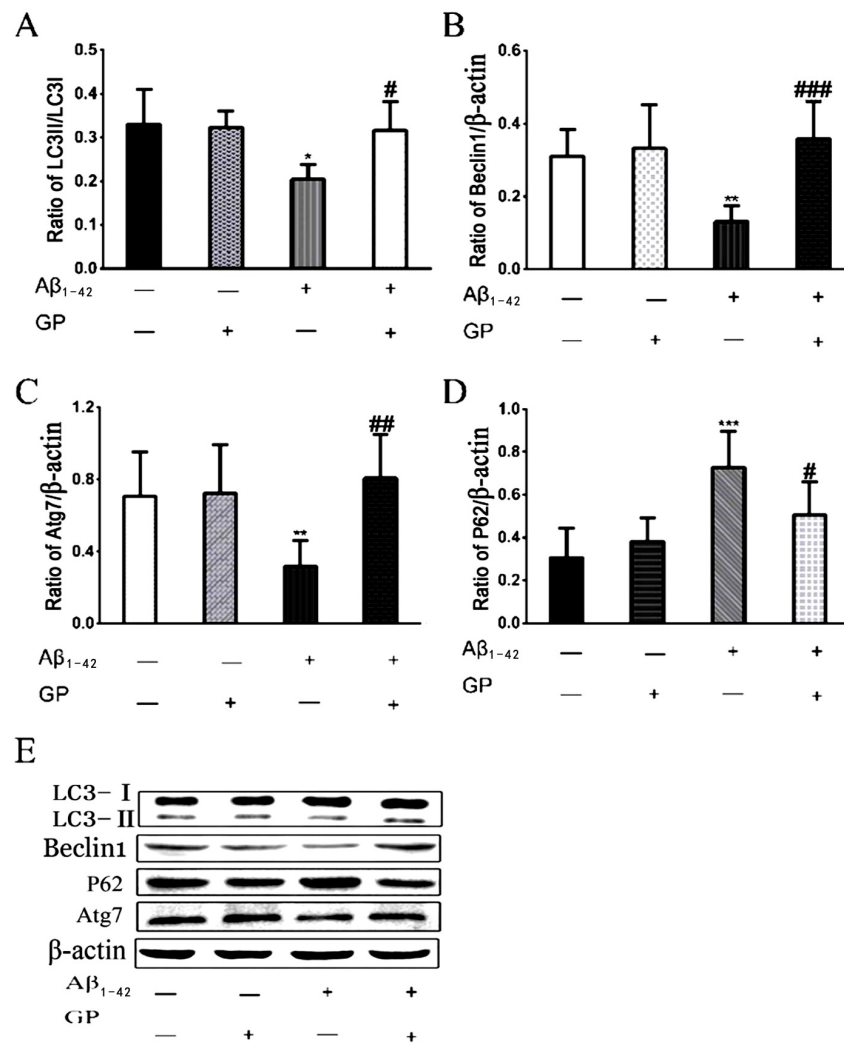 A
Ratio of LC3II/LC3I
0.5
0.4
0.3
0.2
0.1
0.0
*
#
Aβ1-42 — — + +
GP — + — +
B
Ratio of Beclin1/β-actin
0.6
0.4
0.2
0.0
**
###
Aβ1-42 — — + +
GP — + — +
C
Ratio of Atg7/β-actin
1.2
0.8
0.4
0.0
**
##
Aβ1-42 — — + +
GP — + — +
D
Ratio of P62/β-actin
1.0
0.8
0.6
0.4
0.2
0.0
***
#
Aβ1-42 — — + +
GP — + — +
E
LC3- I
LC3- II
Beclin1
P62
Atg7
β-actin
Aβ1-42 — — + +
GP — + — +